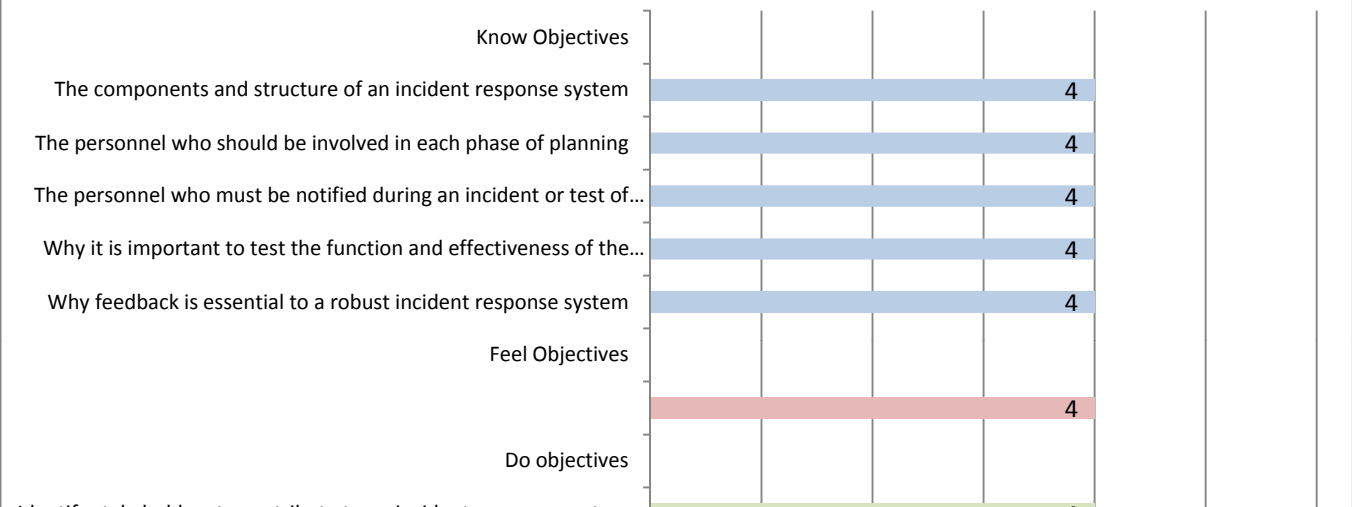 Know Objectives
The components and structure of an incident response system 4
The personnel who should be involved in each phase of planning 4
The personnel who must be notified during an incident or test of… 4
Why it is important to test the function and effectiveness of the… 4
Why feedback is essential to a robust incident response system 4
Feel Objectives
4
Do objectives